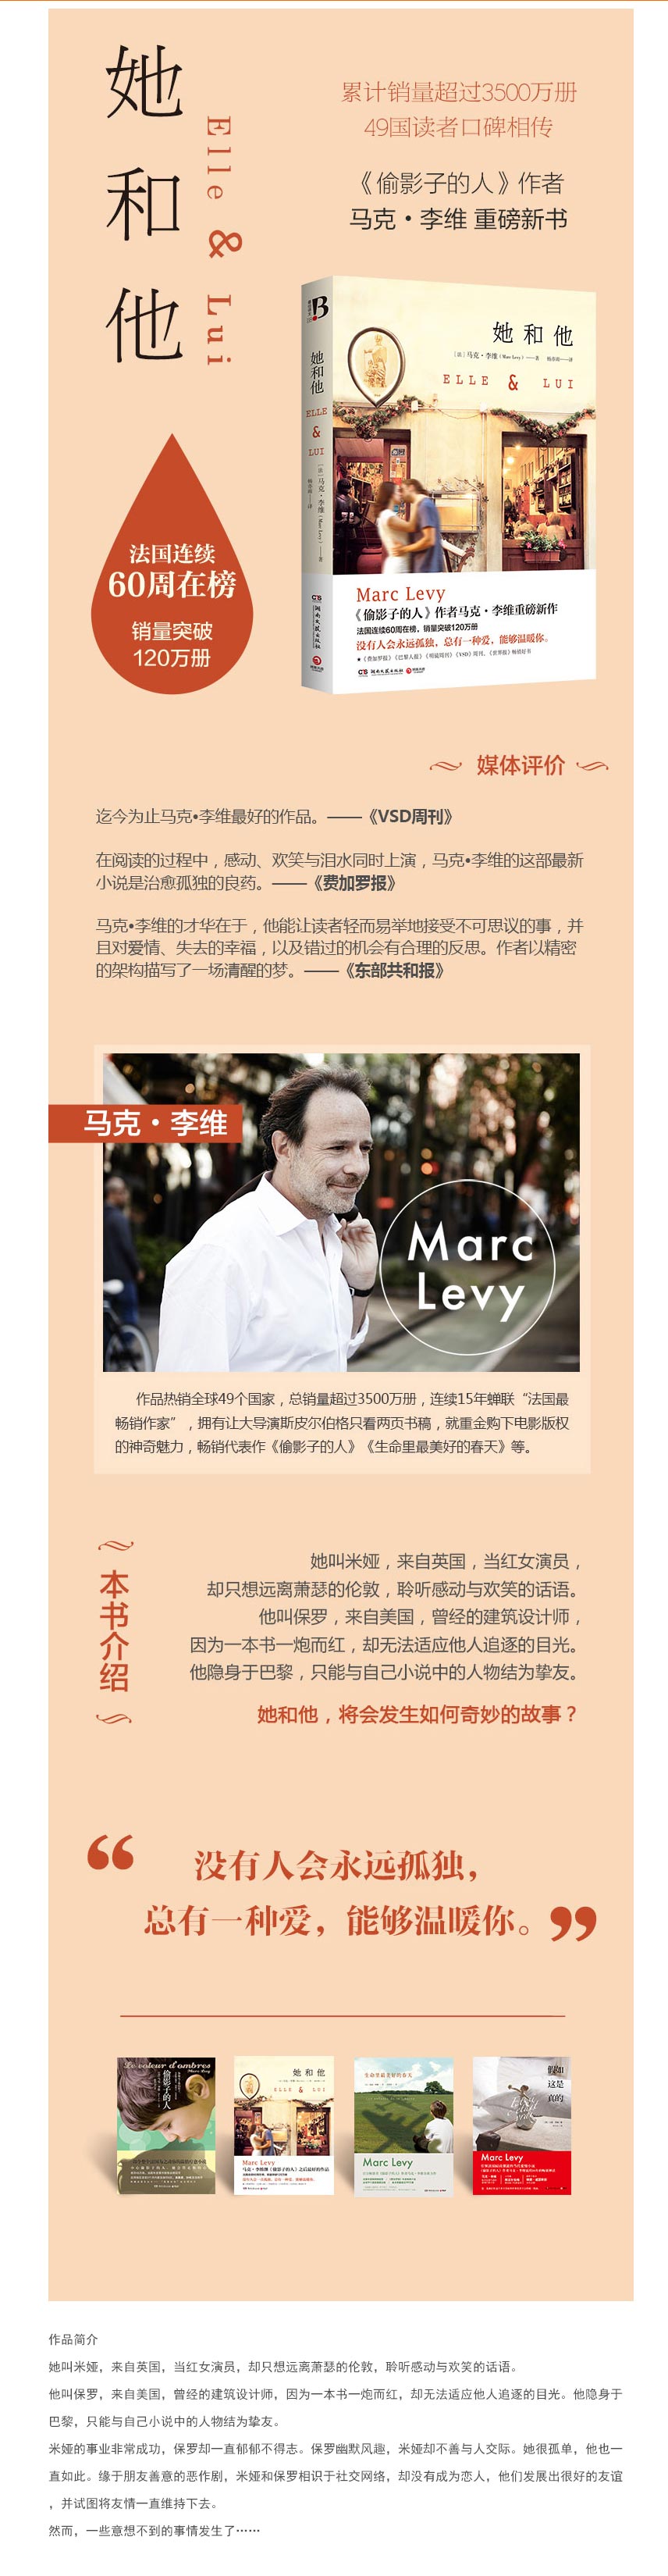 她和他
Elle & Lui
累计销量超过3500万册
49国读者口碑相传
《偷影子的人》作者
马克·李维 重磅新书
法国连续
60周在榜
销量突破
120万册
她和他
ELLE
&
LUI
她和他
ELLE & LUI
Marc Levy
《偷影子的人》作者马克·李维重磅新作
法国连续60周在榜，销量突破120万册
没有人会永远孤独，总有一种爱，能够温暖你。
媒体评价
迄今为止马克•李维最好的作品。——《VSD周刊》
在阅读的过程中，感动、欢笑与泪水同时上演，马克•李维的这部最新
小说是治愈孤独的良药。——《费加罗报》
马克•李维的才华在于，他能让读者轻而易举地接受不可思议的事，并
且对爱情、失去的幸福，以及错过的机会有合理的反思。作者以精密
的架构描写了一场清醒的梦。——《东部共和报》
马克·李维
Marc
Levy
作品热销全球49个国家，总销量超过3500万册，连续15年蝉联“法国最
畅销作家”，拥有让大导演斯皮尔伯格只看两页书稿，就重金购下电影版权
的神奇魅力，畅销代表作《偷影子的人》《生命里最美好的春天》等。
本书介绍
她叫米娅，来自英国，当红女演员，
却只想远离萧瑟的伦敦，聆听感动与欢笑的话语。
他叫保罗，来自美国，曾经的建筑设计师，
因为一本书一炮而红，却无法适应他人追逐的目光。
他隐身于巴黎，只能与自己小说中的人物结为挚友。
她和他，将会发生如何奇妙的故事？
“没有人会永远孤独，
总有一种爱，能够温暖你。”
Le voleur d'ombres
Marc Levy
偷影子的人
她和他
ELLE & LUI
Marc Levy
生命里最美好的春天
Marc Levy
假如
这是
真的
Marc Levy
作品简介
她叫米娅，来自英国，当红女演员，却只想远离萧瑟的伦敦，聆听感动与欢笑的话语。
他叫保罗，来自美国，曾经的建筑设计师，因为一本书一炮而红，却无法适应他人追逐的目光。他隐身于
巴黎，只能与自己小说中的人物结为挚友。
米娅的事业非常成功，保罗却一直郁郁不得志。保罗幽默风趣，米娅却不善与人交际。她很孤单，他也一
直如此。缘于朋友善意的恶作剧，米娅和保罗相识于社交网络，却没有成为恋人，他们发展出很好的友谊
，并试图将友情一直维持下去。
然而，一些意想不到的事情发生了……